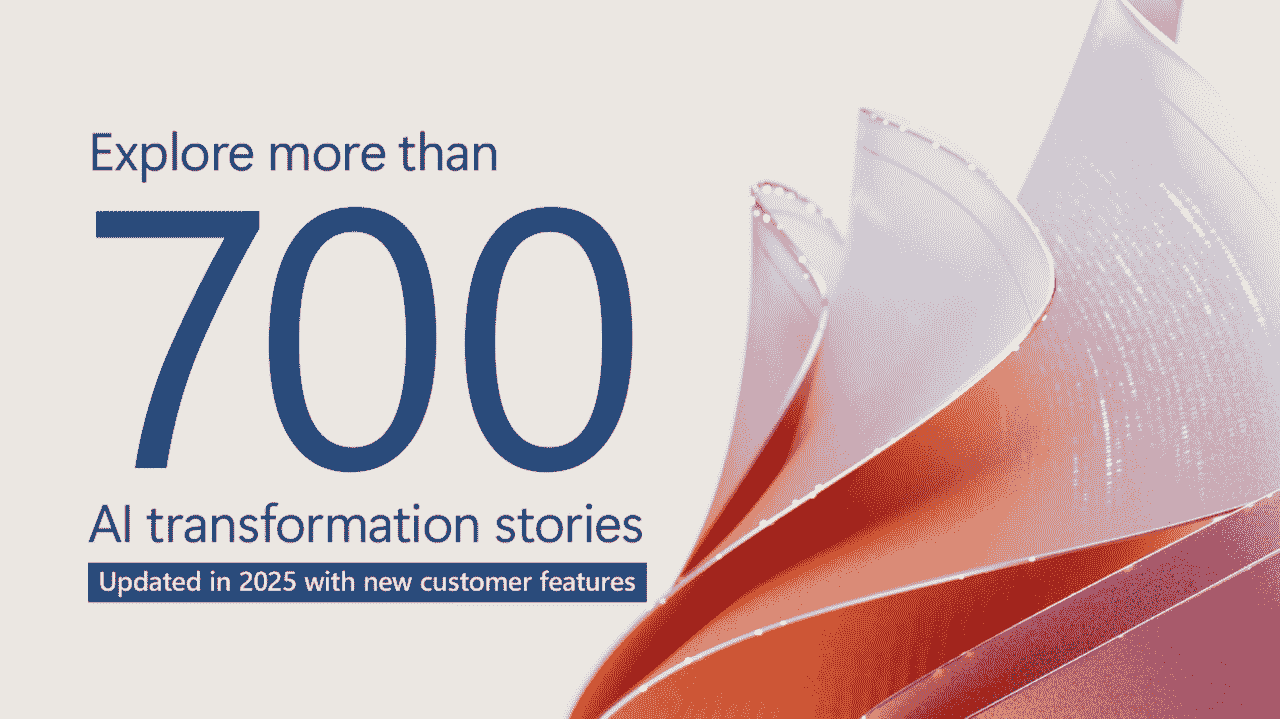 Explore more than
700
AI transformation stories
Updated in 2025 with new customer features